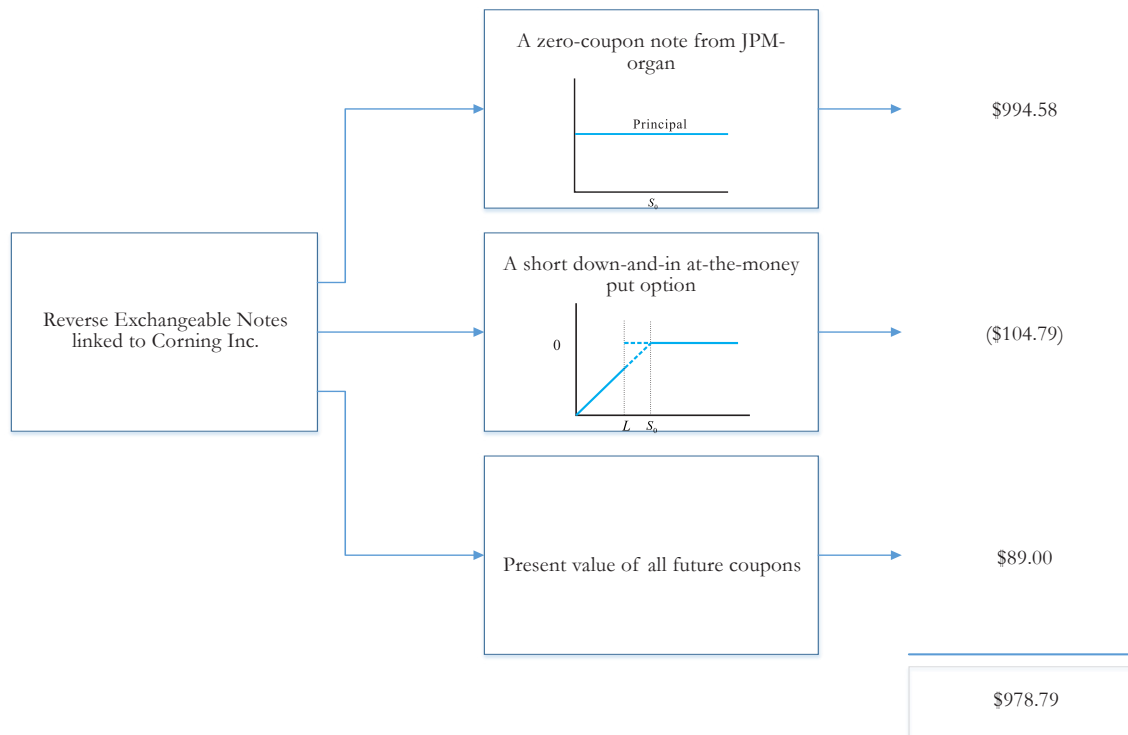 A zero-coupon note from JPM-
organ
Principal
S₀
$994.58
Reverse Exchangeable Notes
linked to Corning Inc.
A short down-and-in at-the-money
put option
0
L
S₀
($104.79)
Present value of all future coupons
$89.00
$978.79